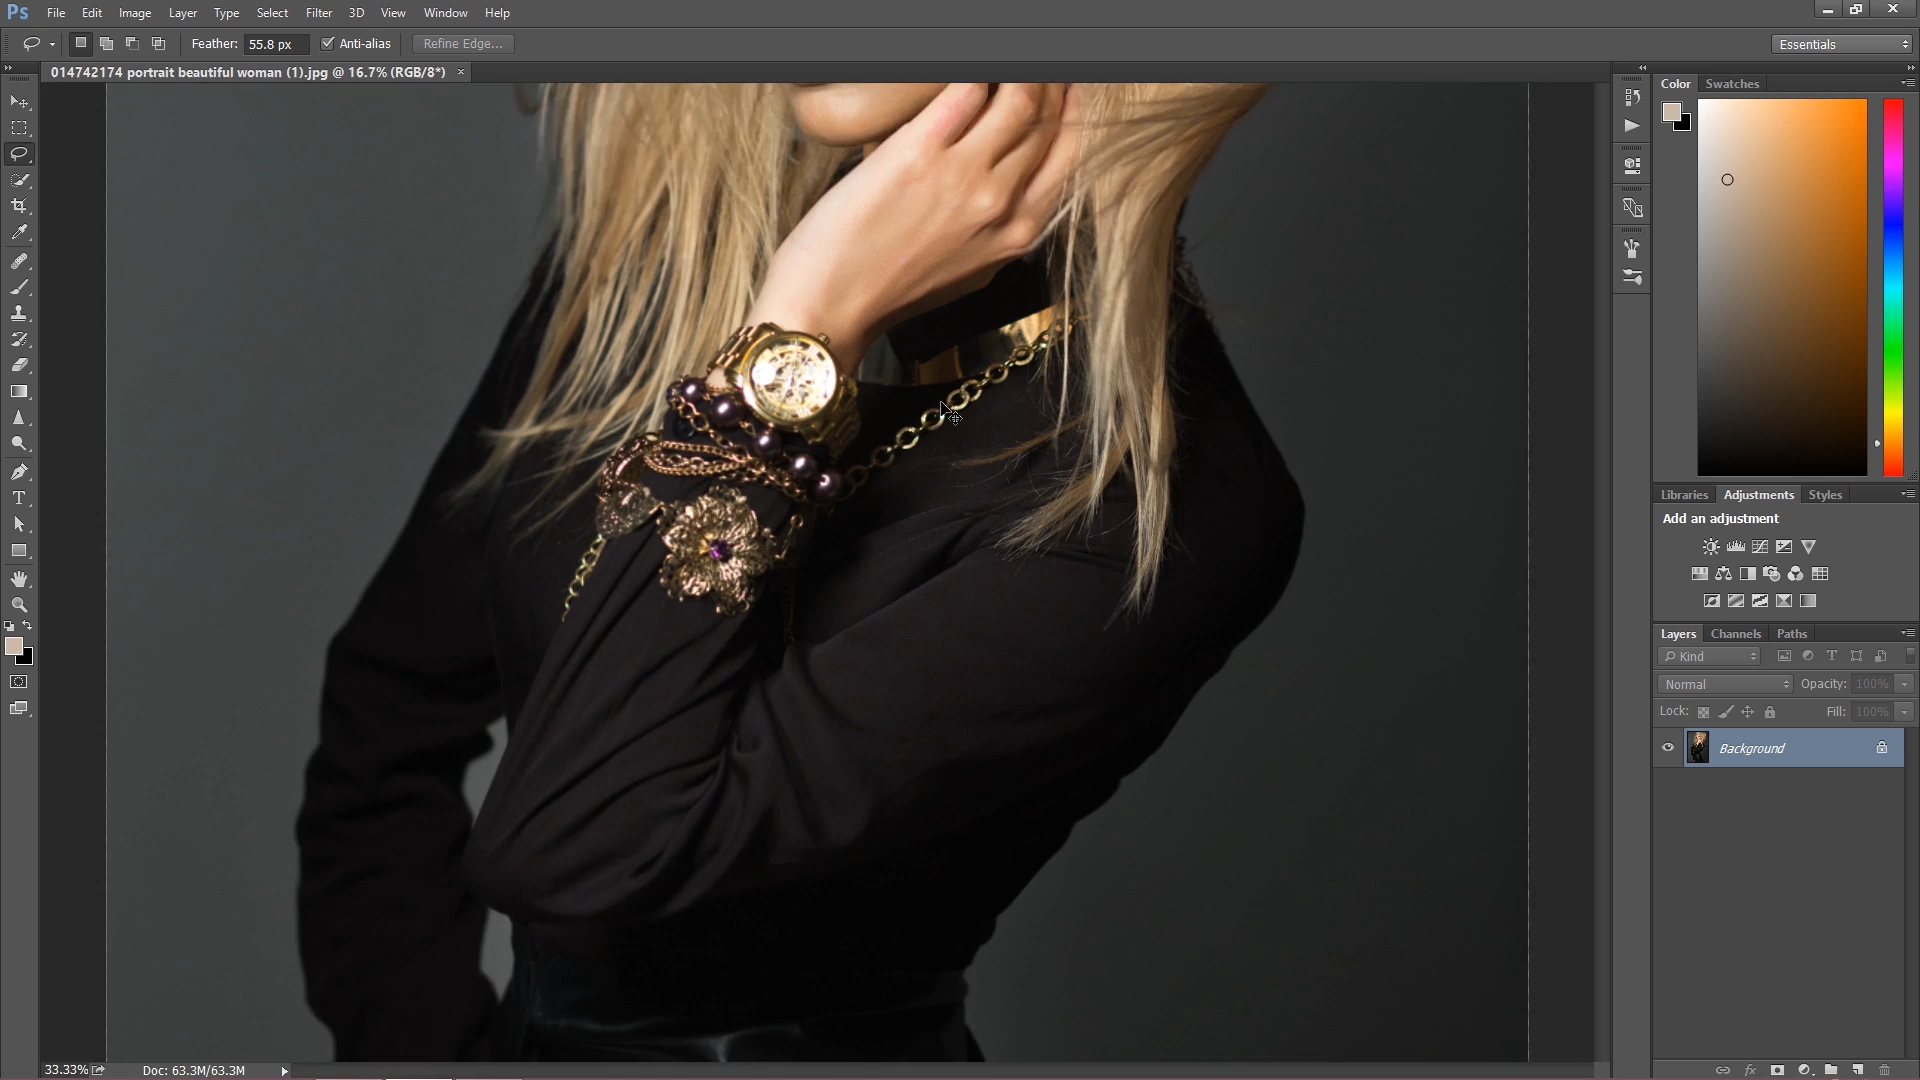 Ps File Edit Image Layer Type Select Filter 3D View Window Help
Feather: 55.8 px Anti-alias Refine Edge... Essentials
014742174 portrait beautiful woman (1).jpg @ 16.7% (RGB/8*) ×
Color Swatches
Libraries Adjustments Styles
Add an adjustment
Layers Channels Paths
Kind
Normal Opacity: 100%
Lock: Fill: 100%
Background
33.33% Doc: 63.3M/63.3M